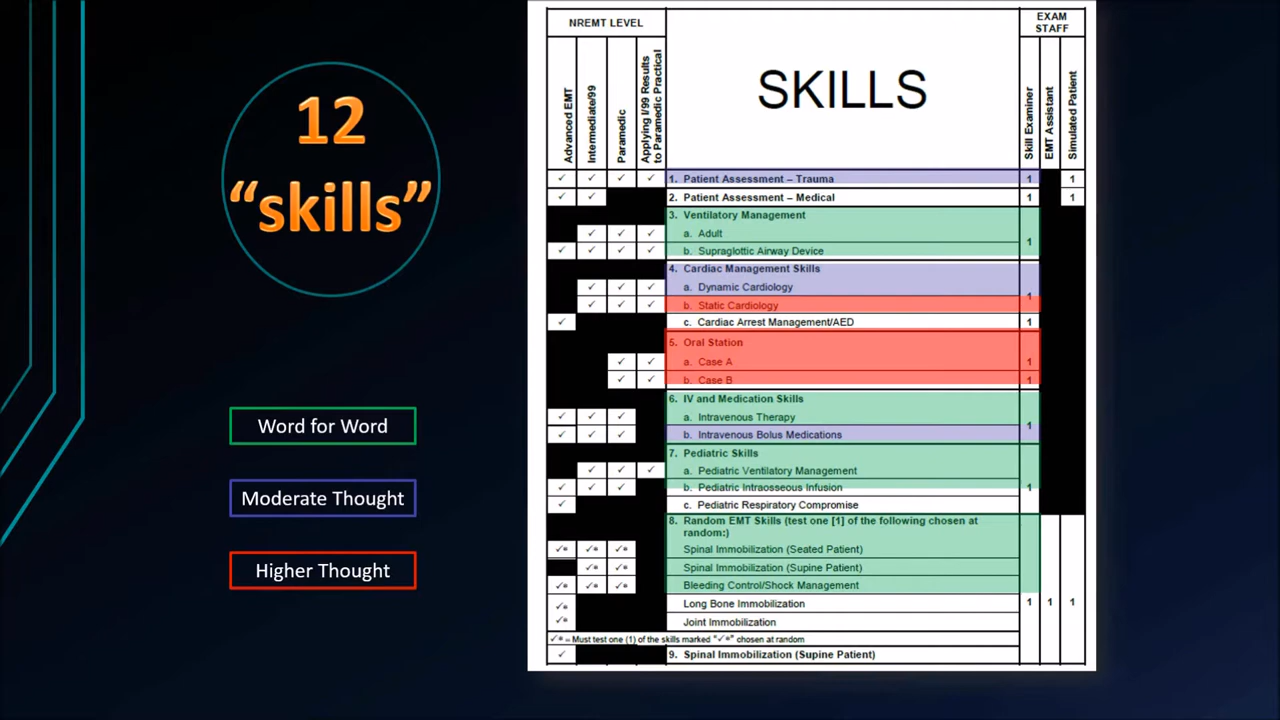 12
“skills”
Word for Word
Moderate Thought
Higher Thought
NREMT LEVEL
EXAM
STAFF
Advanced EMT
Intermediate/99
Paramedic
Applying I/99 Results
to Paramedic Practical
SKILLS
Skill Examiner
EMT Assistant
Simulated Patient
✓ ✓ ✓ ✓ 1. Patient Assessment – Trauma 1 1
✓ ✓ 2. Patient Assessment – Medical 1 1
3. Ventilatory Management
✓ ✓ ✓ a. Adult 1
✓ ✓ ✓ ✓ b. Supraglottic Airway Device
4. Cardiac Management Skills
✓ ✓ ✓ a. Dynamic Cardiology 1
✓ ✓ ✓ b. Static Cardiology
✓ c. Cardiac Arrest Management/AED 1
5. Oral Station
✓ ✓ a. Case A 1
✓ ✓ b. Case B 1
6. IV and Medication Skills
✓ ✓ ✓ a. Intravenous Therapy 1
✓ ✓ ✓ b. Intravenous Bolus Medications
7. Pediatric Skills
✓ ✓ ✓ a. Pediatric Ventilatory Management
✓ ✓ ✓ b. Pediatric Intraosseous Infusion 1
✓ c. Pediatric Respiratory Compromise
8. Random EMT Skills (test one [1] of the following chosen at
random:)
✓* ✓* ✓* Spinal Immobilization (Seated Patient)
✓* ✓* Spinal Immobilization (Supine Patient)
✓* ✓* ✓* Bleeding Control/Shock Management
✓* Long Bone Immobilization 1 1 1
✓* Joint Immobilization
✓* = Must test one (1) of the skills marked "✓*" chosen at random
✓ 9. Spinal Immobilization (Supine Patient)